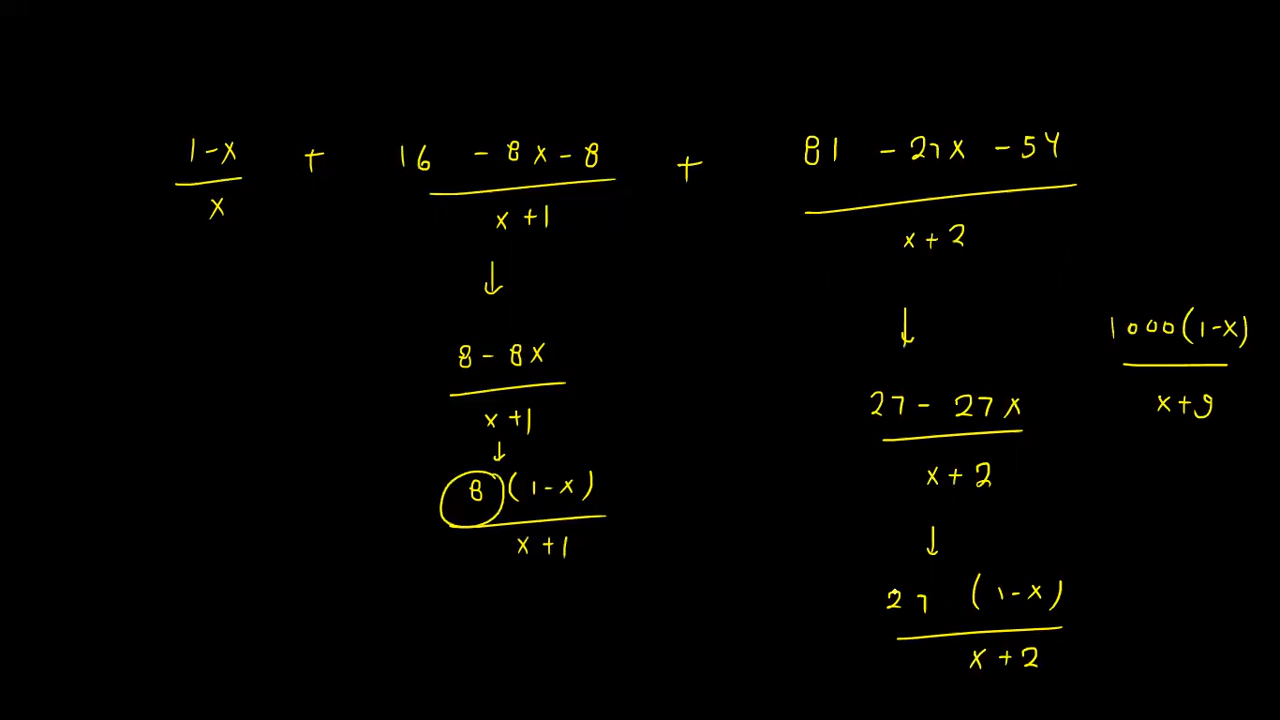 1-x/x + 16 - 8x - 8/x+1 + 81 - 27x - 54/x+2
↓ ↓
8 - 8x/x+1 27 - 27x/x+2 1000(1-x)/x+9
↓ ↓
8(1-x)/x+1 27(1-x)/x+2